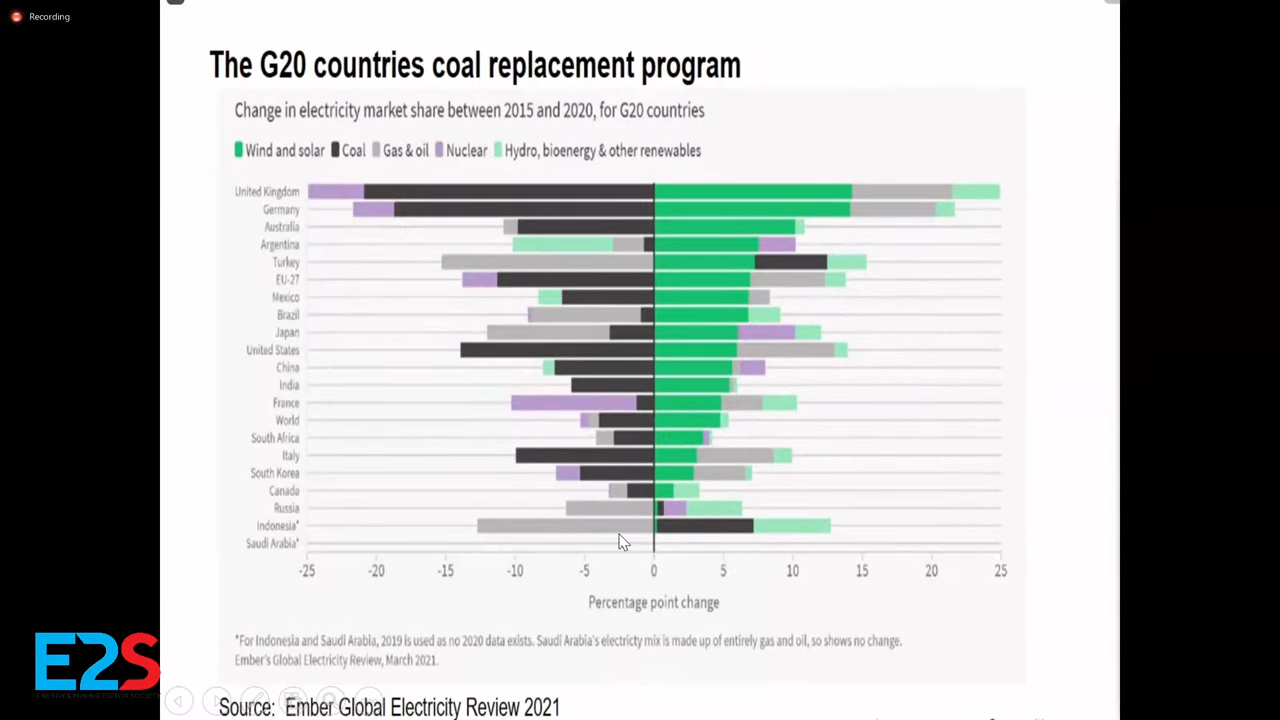 Recording
The G20 countries coal replacement program
Change in electricity market share between 2015 and 2020, for G20 countries
Wind and solar Coal Gas & oil Nuclear Hydro, bioenergy & other renewables
United Kingdom
Germany
Australia
Argentina
Turkey
EU-27
Mexico
Brazil
Japan
United States
China
India
France
World
South Africa
Italy
South Korea
Canada
Russia
Indonesia*
Saudi Arabia*
-25 -20 -15 -10 -5 0 5 10 15 20 25
Percentage point change
*For Indonesia and Saudi Arabia, 2019 is used as no 2020 data exists. Saudi Arabia's electricty mix is made up of entirely gas and oil, so shows no change.
Ember's Global Electricity Review, March 2021.
E2S
ENERGY & MINING EDITOR SOCIETY
Source: Ember Global Electricity Review 2021